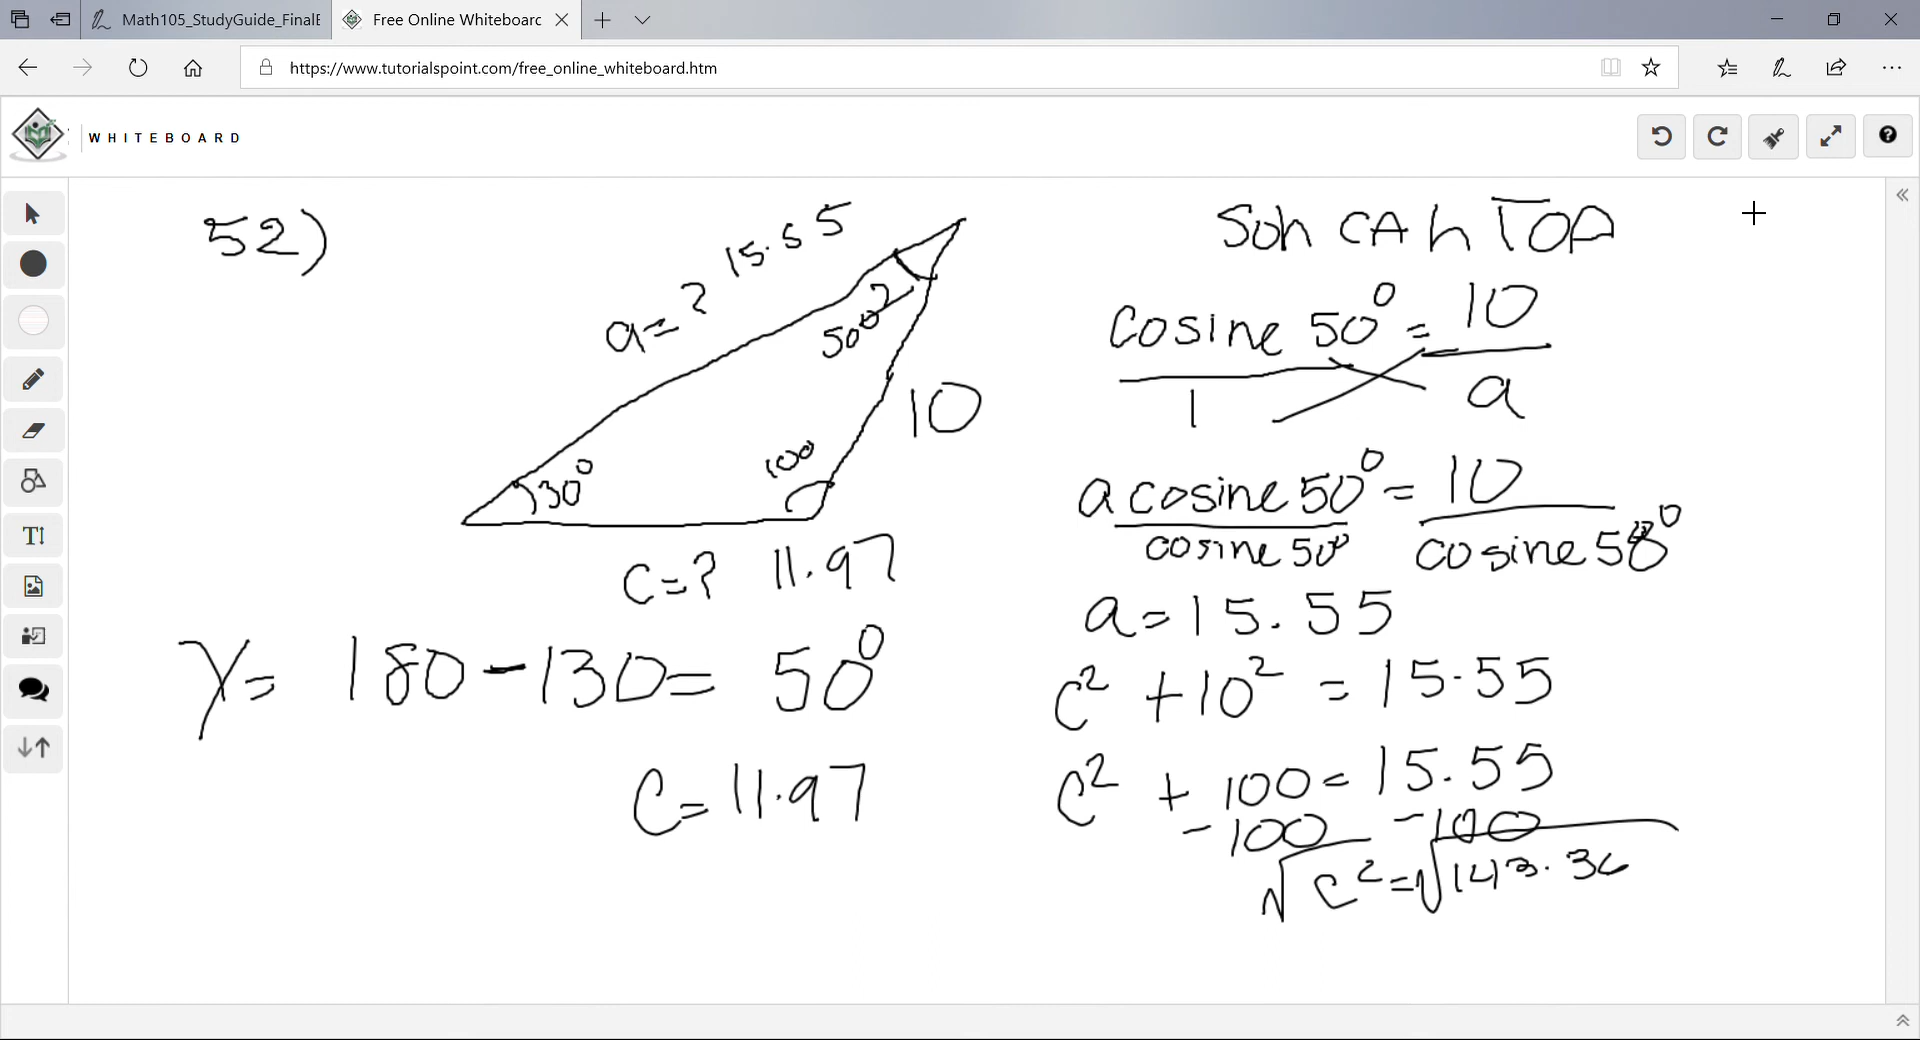 Math105_StudyGuide_FinalE
Free Online Whiteboarc
https://www.tutorialspoint.com/free_online_whiteboard.htm
WHITEBOARD
52)
a=? 15.55
50° ?
10
30°
100
c=? 11.97
γ= 180-130= 50°
C= 11.97
Soh CAh TOA
cosine 50° = 10
1 a
a cosine 50° = 10
cosine 50° cosine 50°
a=15.55
c² +10² = 15.55
c² + 100 = 15.55
-100 -100
√c² = √143.36